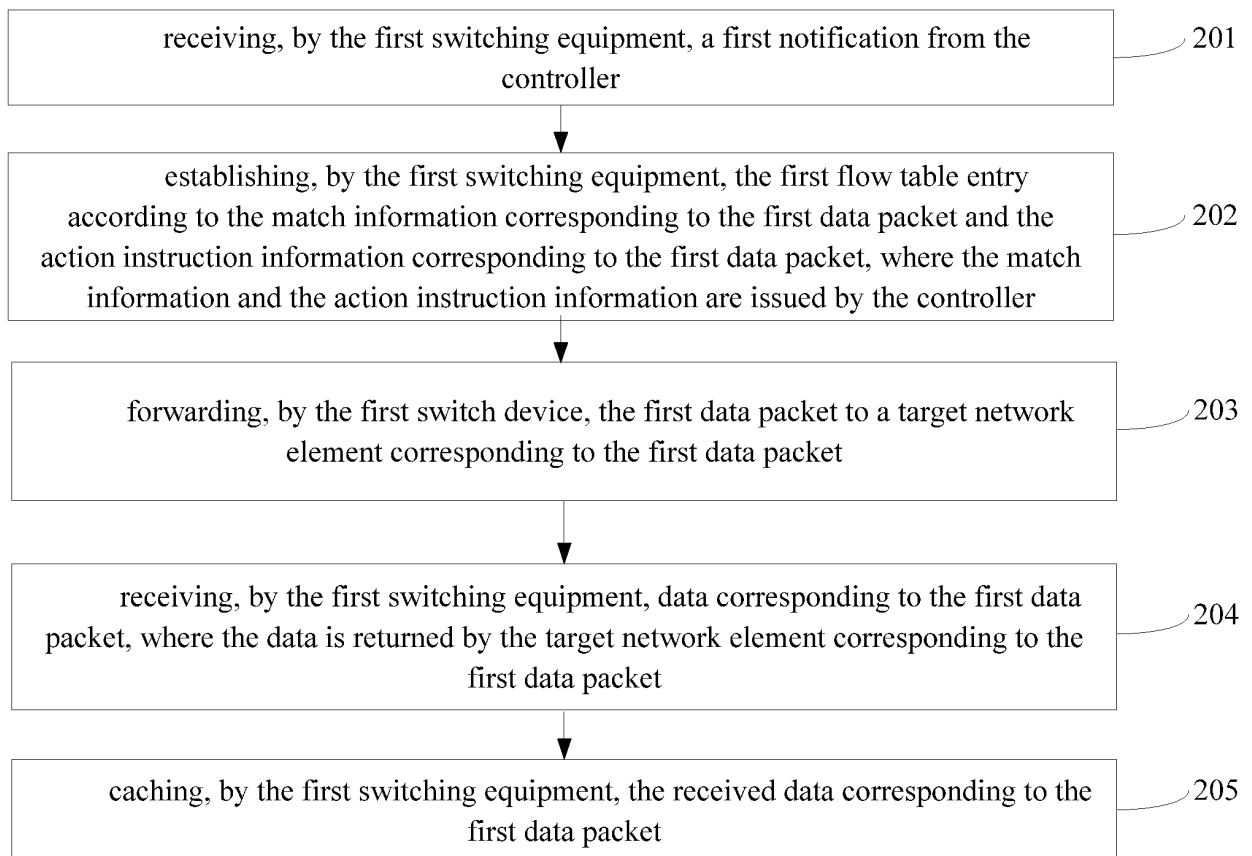 receiving, by the first switching equipment, a first notification from the
controller
201
establishing, by the first switching equipment, the first flow table entry
according to the match information corresponding to the first data packet and the
action instruction information corresponding to the first data packet, where the match
information and the action instruction information are issued by the controller
202
forwarding, by the first switch device, the first data packet to a target network
element corresponding to the first data packet
203
receiving, by the first switching equipment, data corresponding to the first data
packet, where the data is returned by the target network element corresponding to the
first data packet
204
caching, by the first switching equipment, the received data corresponding to the
first data packet
205